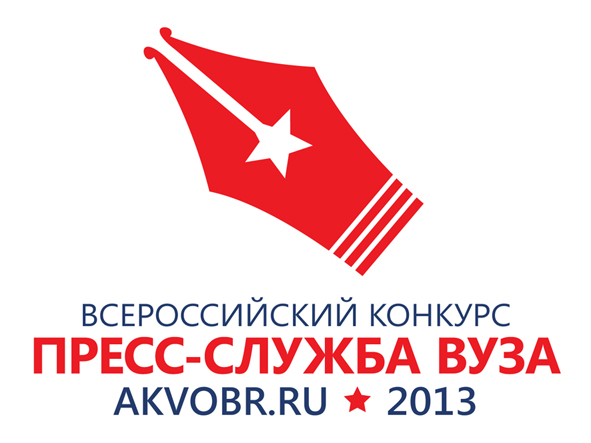 ВСЕРОССИЙСКИЙ КОНКУРС
ПРЕСС-СЛУЖБА ВУЗА
AKVOBR.RU ★ 2013